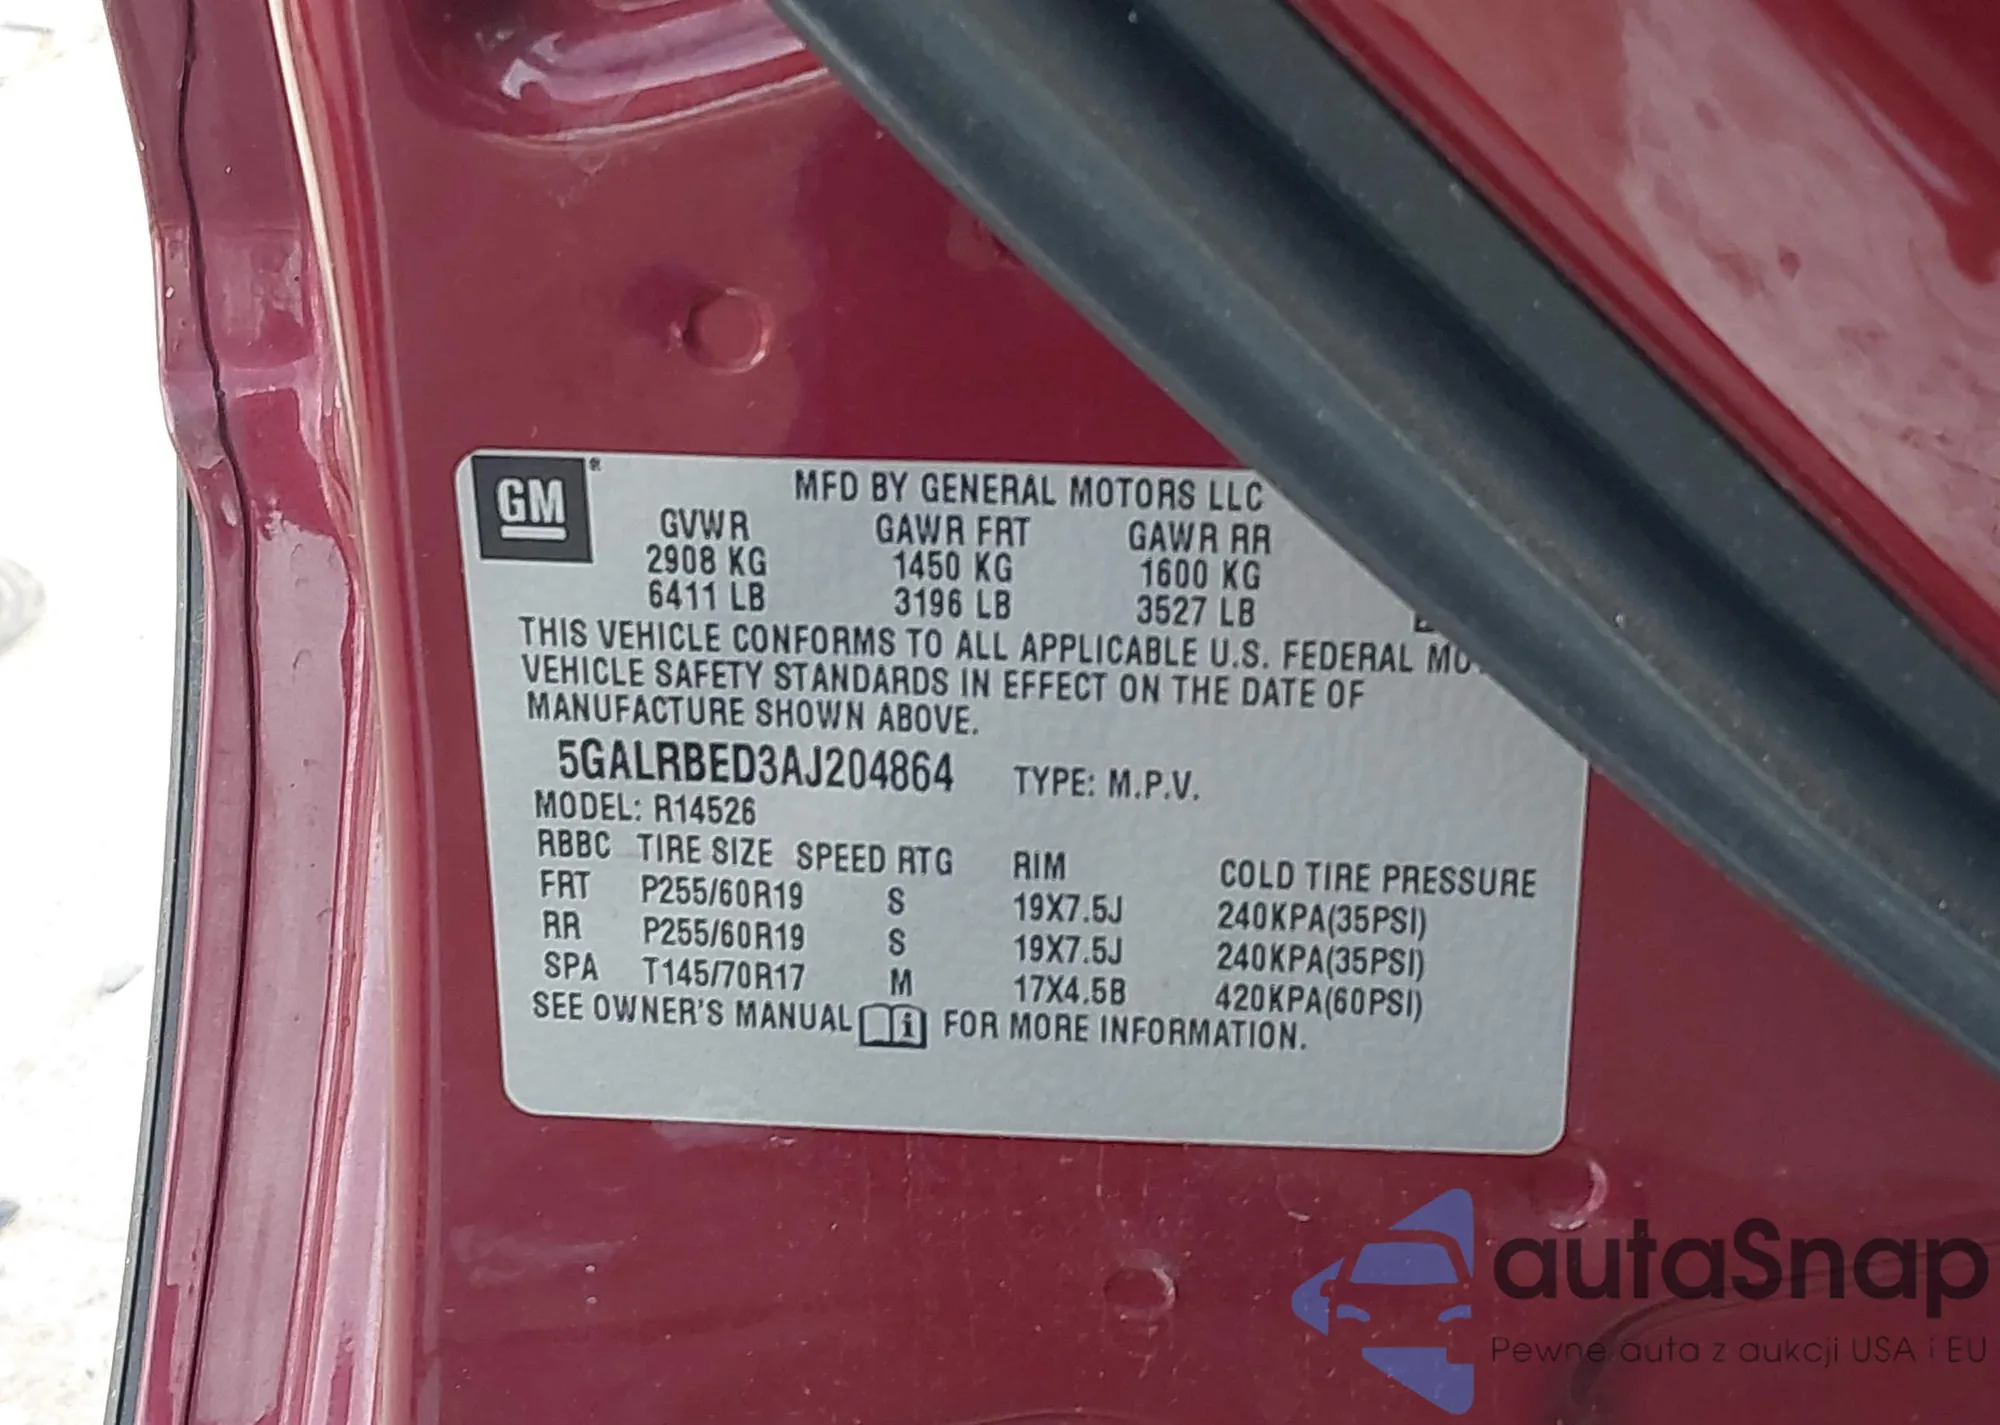 GM®
MFD BY GENERAL MOTORS LLC
GVWR GAWR FRT GAWR RR
2908 KG 1450 KG 1600 KG
6411 LB 3196 LB 3527 LB
THIS VEHICLE CONFORMS TO ALL APPLICABLE U.S. FEDERAL
VEHICLE SAFETY STANDARDS IN EFFECT ON THE DATE OF
MANUFACTURE SHOWN ABOVE.
5GALRBED3AJ204864 TYPE: M.P.V.
MODEL: R14526
RBBC TIRE SIZE SPEED RTG RIM COLD TIRE PRESSURE
FRT P255/60R19 S 19X7.5J 240KPA(35PSI)
RR P255/60R19 S 19X7.5J 240KPA(35PSI)
SPA T145/70R17 M 17X4.5B 420KPA(60PSI)
SEE OWNER'S MANUAL i FOR MORE INFORMATION.
autaSnap
Pewne auta z aukcji USA i EU